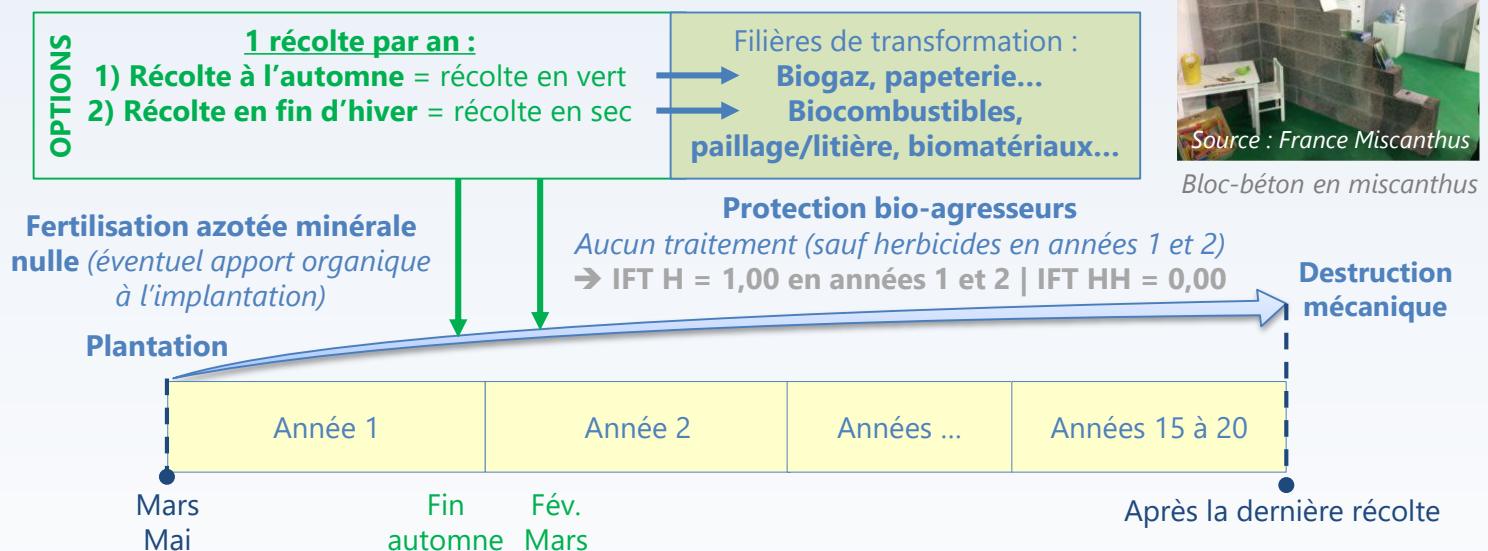 OPTIONS
1 récolte par an :
1) Récolte à l’automne = récolte en vert
2) Récolte en fin d’hiver = récolte en sec
Filières de transformation :
Biogaz, papeterie…
Biocombustibles,
paillage/litière, biomatériaux…
Source : France Miscanthus
Bloc-béton en miscanthus
Fertilisation azotée minérale
nulle (éventuel apport organique
à l’implantation)
Protection bio-agresseurs
Aucun traitement (sauf herbicides en années 1 et 2)
➔ IFT H = 1,00 en années 1 et 2 | IFT HH = 0,00
Destruction
mécanique
Plantation
Année 1
Année 2
Années …
Années 15 à 20
Mars
Mai
Fin
automne
Fév.
Mars
Après la dernière récolte